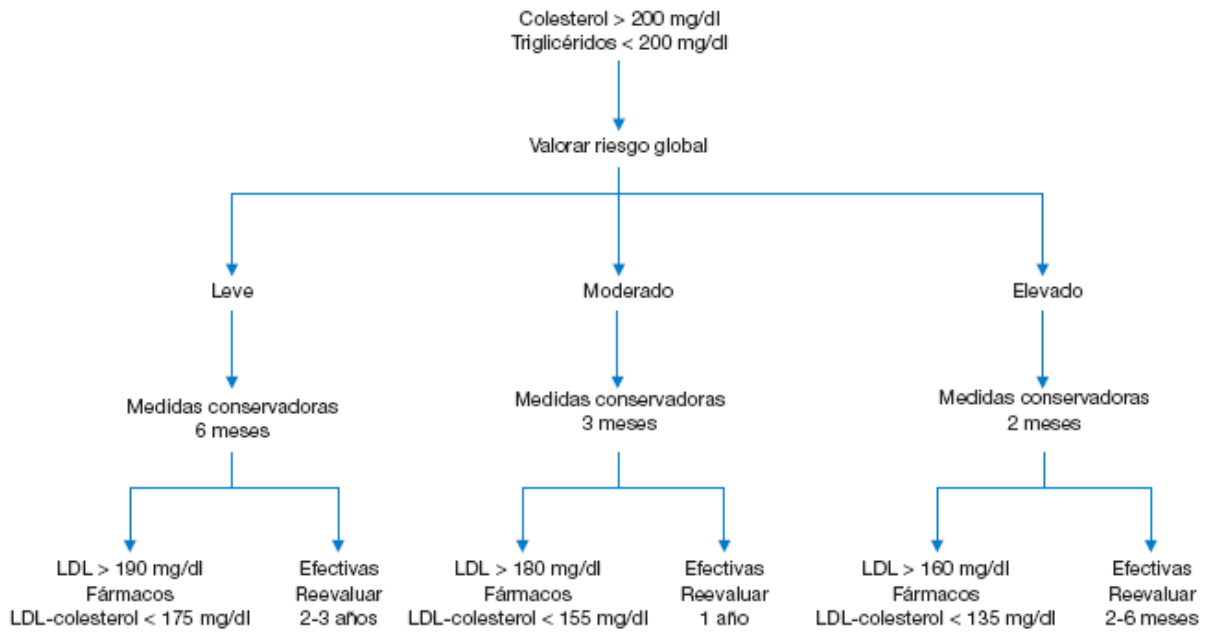 Colesterol > 200 mg/dl
Triglicéridos < 200 mg/dl
Valorar riesgo global
Leve
Moderado
Elevado
Medidas conservadoras
6 meses
Medidas conservadoras
3 meses
Medidas conservadoras
2 meses
LDL > 190 mg/dl
Fármacos
LDL-colesterol < 175 mg/dl
Efectivas
Reevaluar
2-3 años
LDL > 180 mg/dl
Fármacos
LDL-colesterol < 155 mg/dl
Efectivas
Reevaluar
1 año
LDL > 160 mg/dl
Fármacos
LDL-colesterol < 135 mg/dl
Efectivas
Reevaluar
2-6 meses